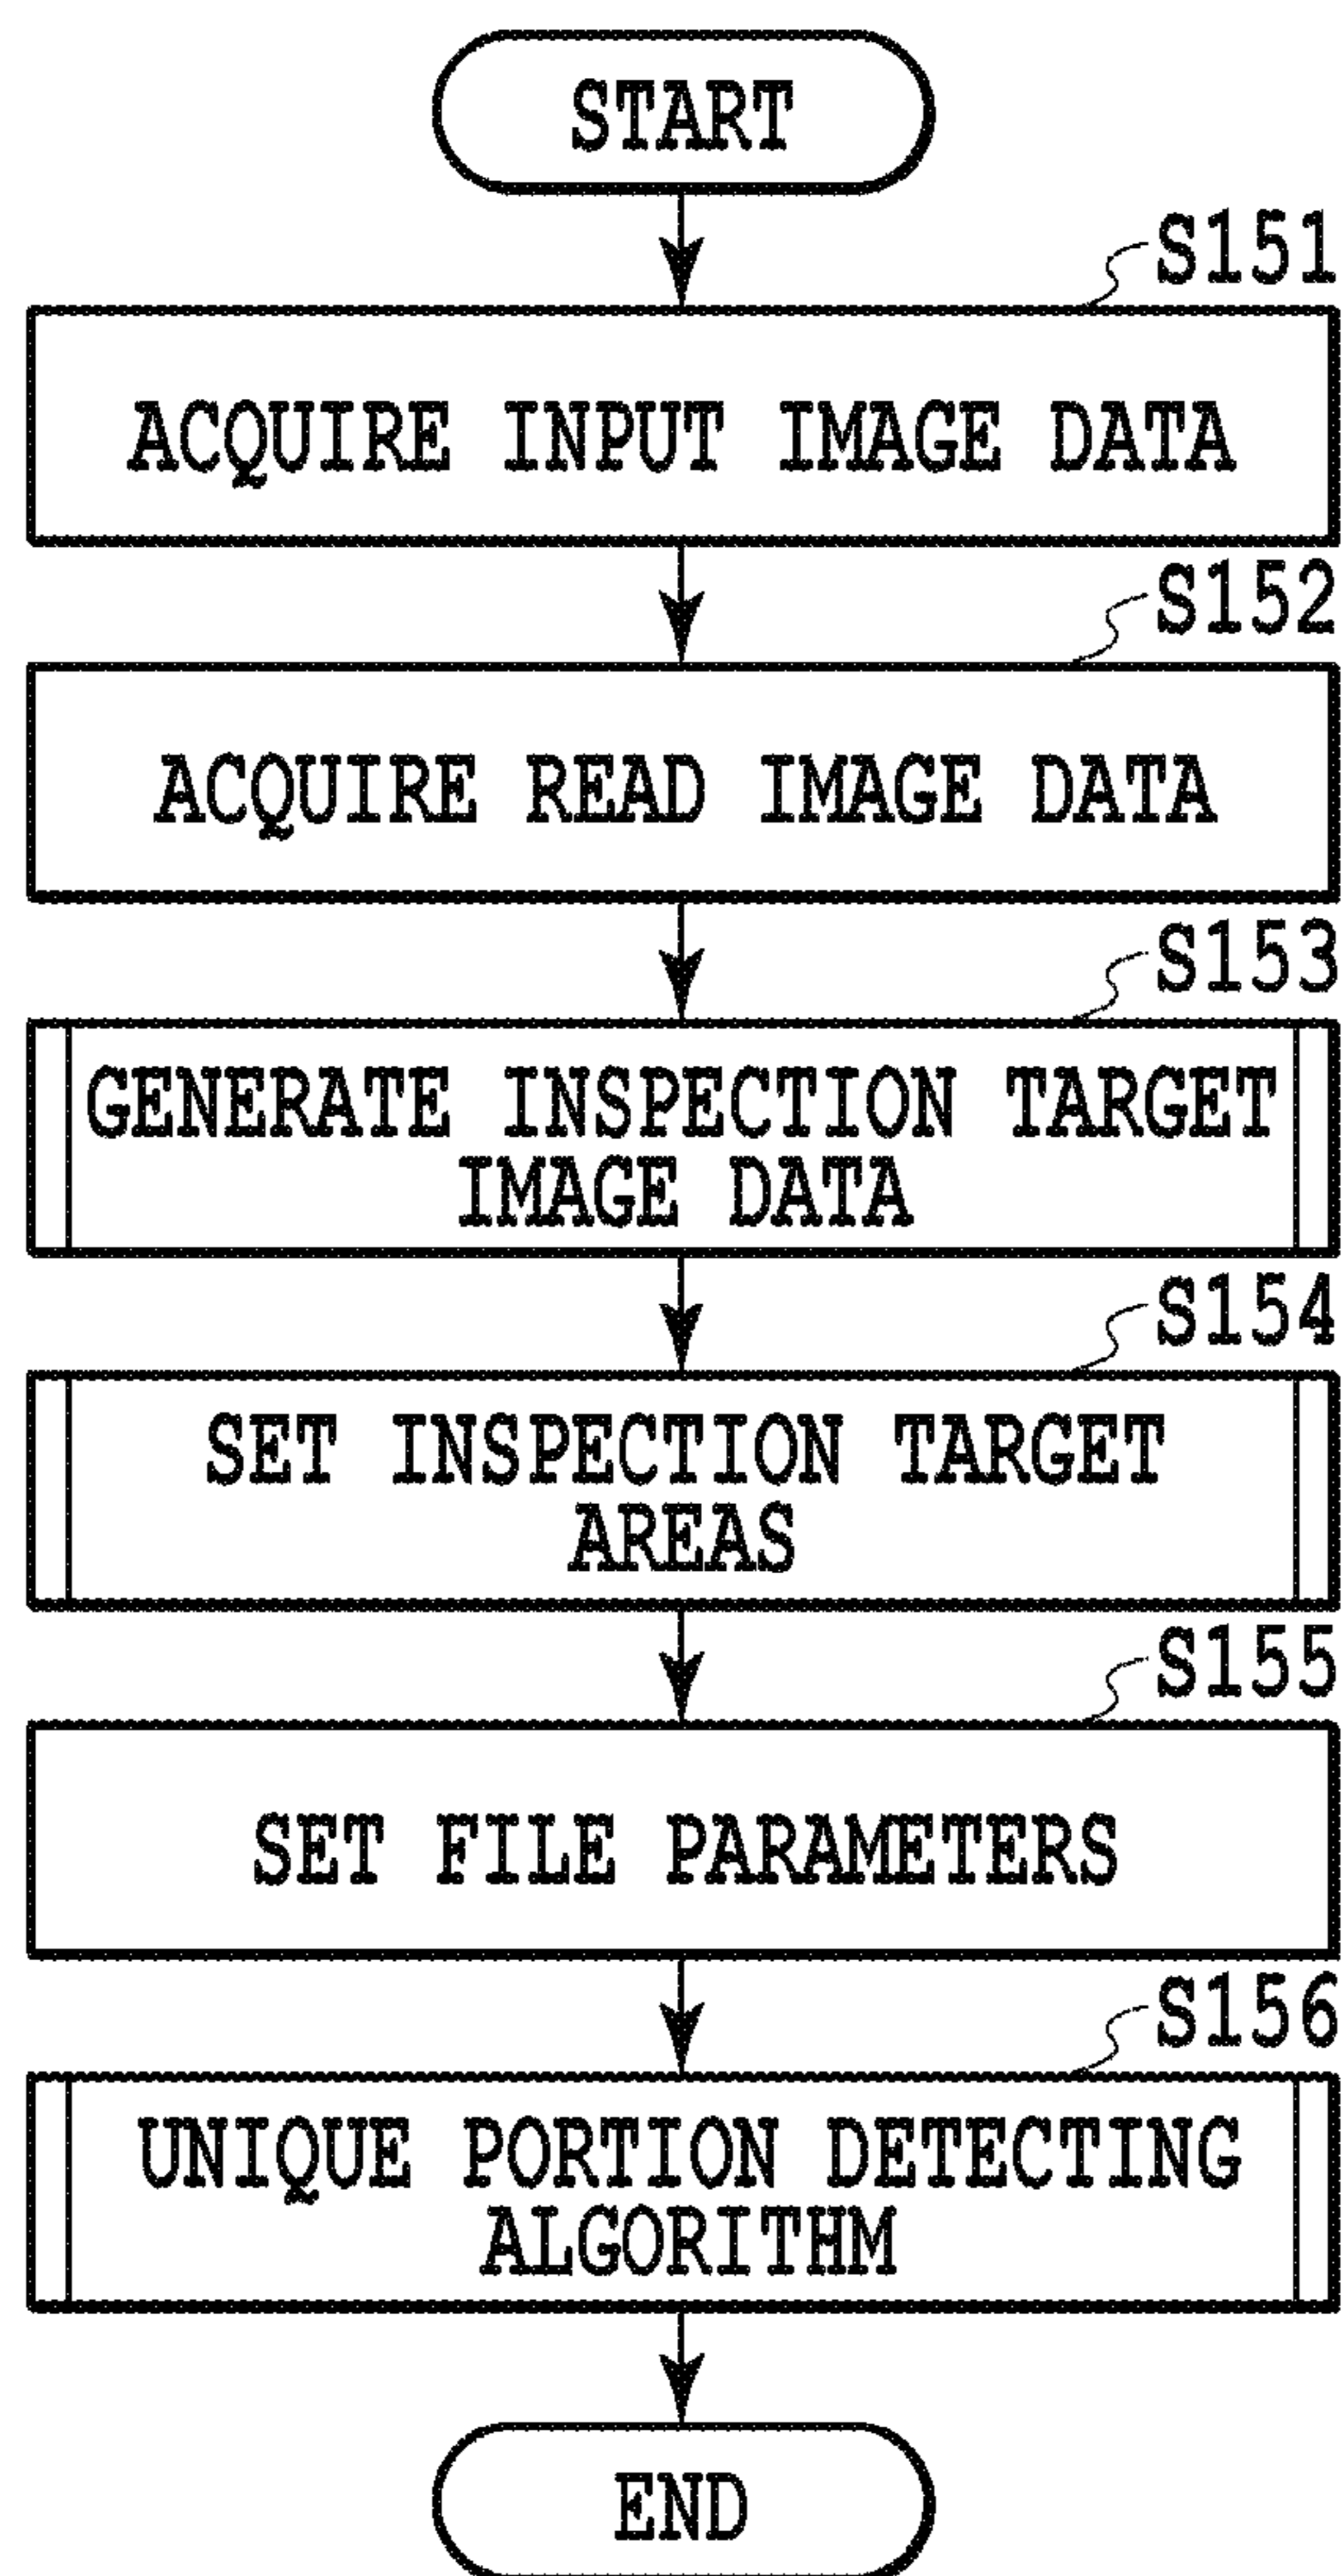 START
S151
ACQUIRE INPUT IMAGE DATA
S152
ACQUIRE READ IMAGE DATA
S153
GENERATE INSPECTION TARGET
IMAGE DATA
S154
SET INSPECTION TARGET
AREAS
S155
SET FILE PARAMETERS
S156
UNIQUE PORTION DETECTING
ALGORITHM
END